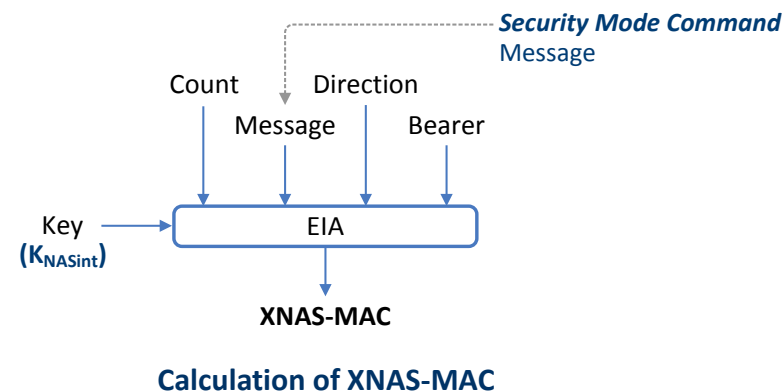 Security Mode Command
Message
Count Direction
Message Bearer
Key EIA
(KNASint)
XNAS-MAC
Calculation of XNAS-MAC